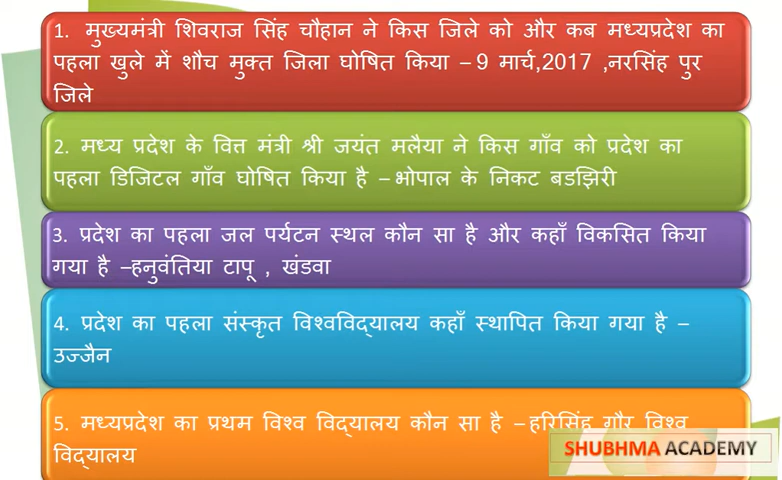 1. मुख्यमंत्री शिवराज सिंह चौहान ने किस जिले को और कब मध्यप्रदेश का
पहला खुले में शौच मुक्त जिला घोषित किया – 9 मार्च,2017 ,नरसिंह पुर
जिले
2. मध्य प्रदेश के वित्त मंत्री श्री जयंत मलैया ने किस गाँव को प्रदेश का
पहला डिजिटल गाँव घोषित किया है – भोपाल के निकट बडझिरी
3. प्रदेश का पहला जल पर्यटन स्थल कौन सा है और कहाँ विकसित किया
गया है –हनुवंतिया टापू , खंडवा
4. प्रदेश का पहला संस्कृत विश्वविद्यालय कहाँ स्थापित किया गया है –
उज्जैन
5. मध्यप्रदेश का प्रथम विश्व विद्यालय कौन सा है – हरिसिंह गौर विश्व
विद्यालय
SHUBHMA ACADEMY